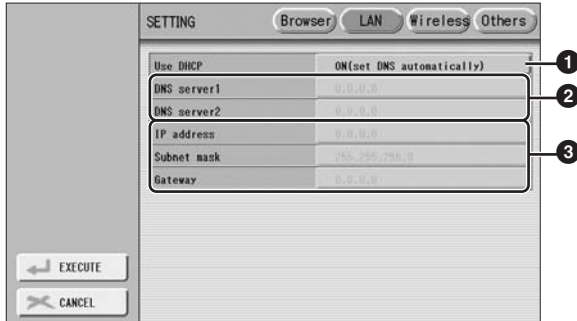 SETTING Browser LAN Wireless Others
Use DHCP ON(set DNS automatically) 1
DNS server1 0.0.0.0 2
DNS server2 0.0.0.0
IP address 0.0.0.0
Subnet mask 255.255.255.0 3
Gateway 0.0.0.0
EXECUTE
CANCEL